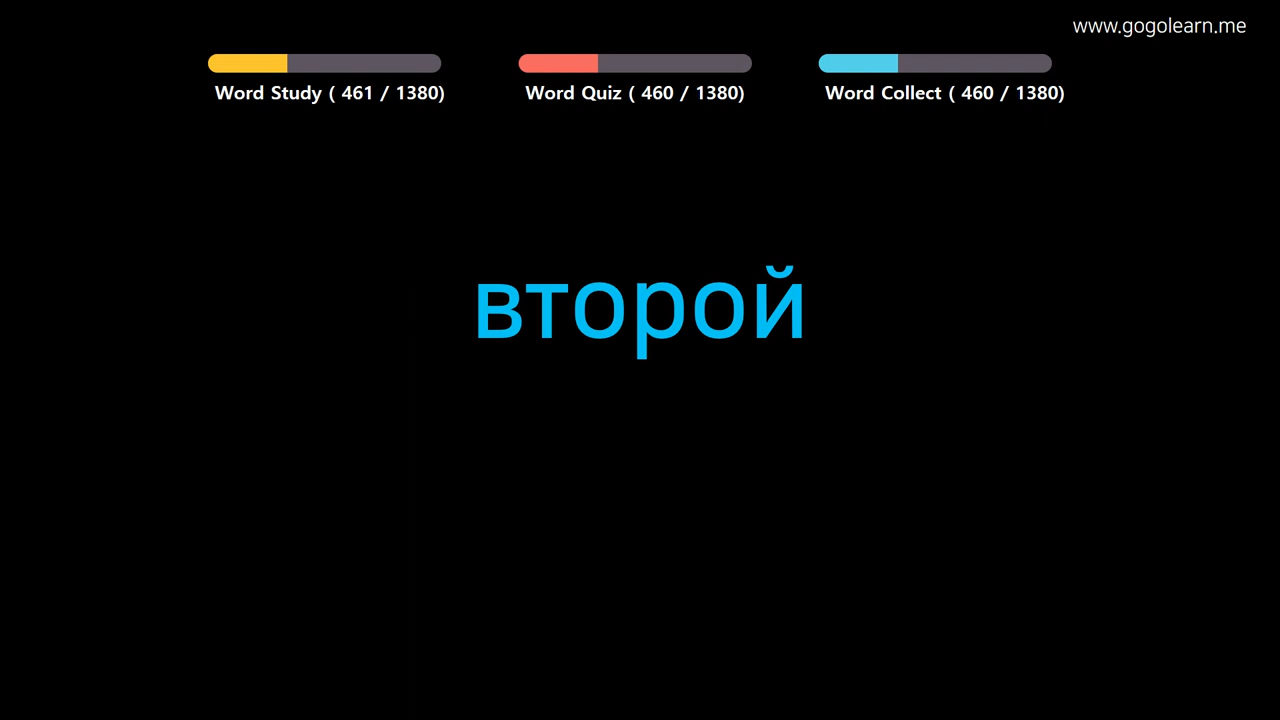 www.gogolearn.me
Word Study ( 461 / 1380)
Word Quiz ( 460 / 1380)
Word Collect ( 460 / 1380)
второй